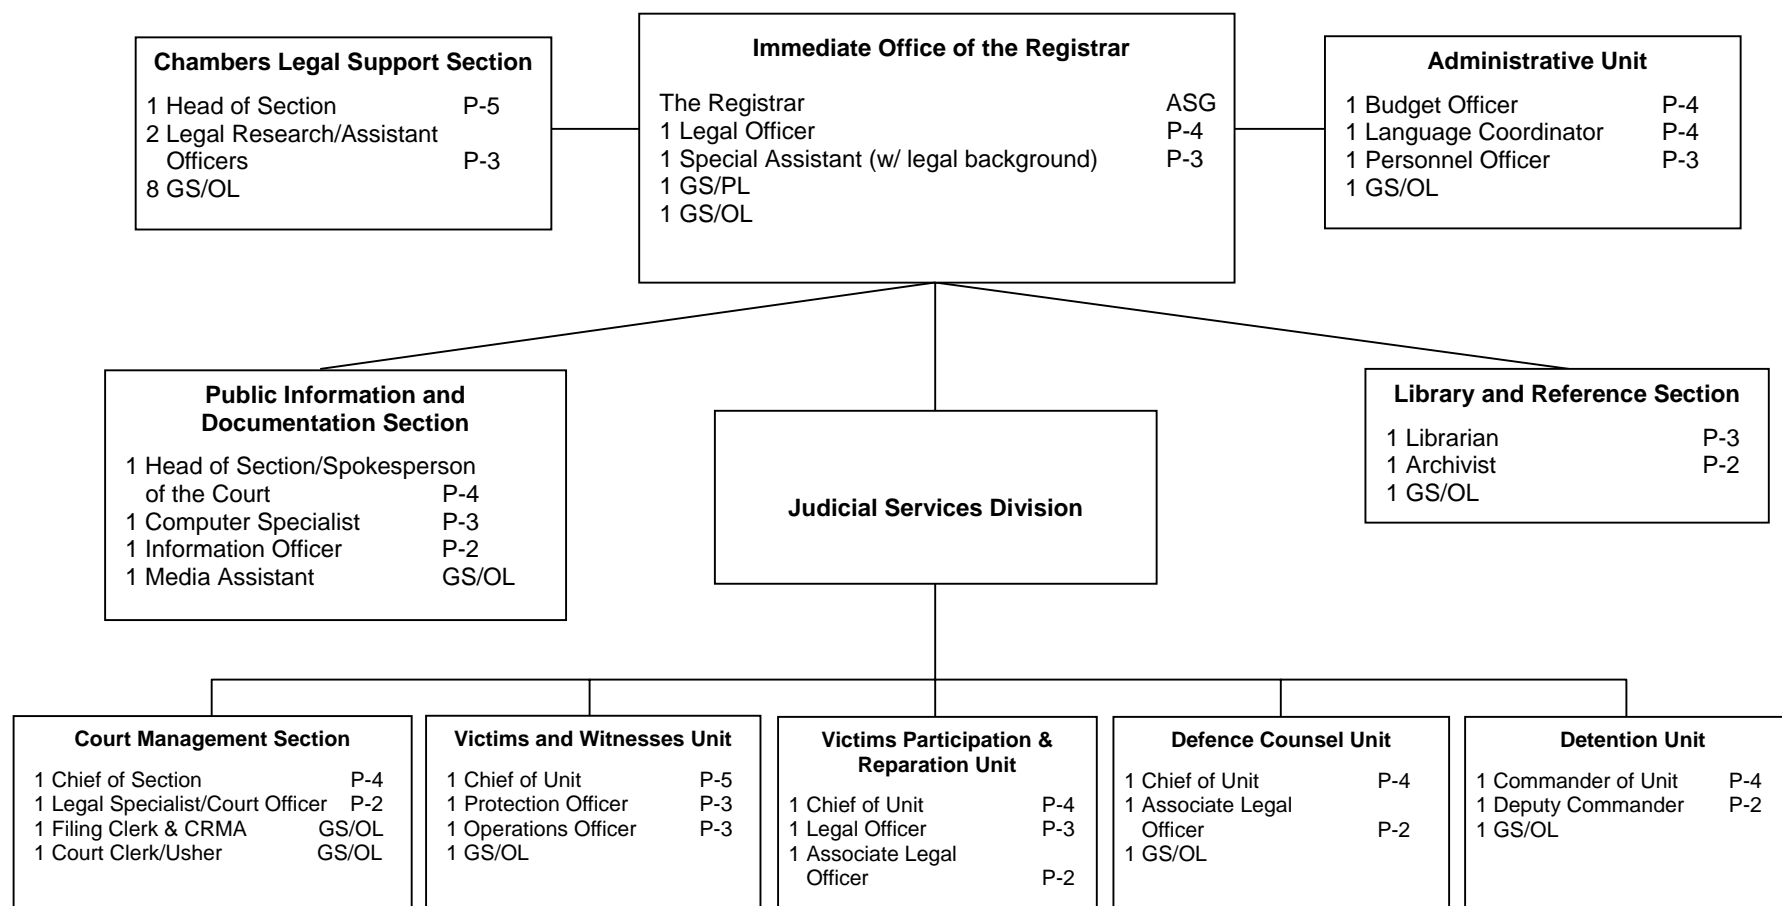 Chambers Legal Support Section
1 Head of Section P-5
2 Legal Research/Assistant
Officers P-3
8 GS/OL
Immediate Office of the Registrar
The Registrar ASG
1 Legal Officer P-4
1 Special Assistant (w/ legal background) P-3
1 GS/PL
1 GS/OL
Administrative Unit
1 Budget Officer P-4
1 Language Coordinator P-4
1 Personnel Officer P-3
1 GS/OL
Public Information and
Documentation Section
1 Head of Section/Spokesperson
of the Court P-4
1 Computer Specialist P-3
1 Information Officer P-2
1 Media Assistant GS/OL
Judicial Services Division
Library and Reference Section
1 Librarian P-3
1 Archivist P-2
1 GS/OL
Court Management Section
1 Chief of Section P-4
1 Legal Specialist/Court Officer P-2
1 Filing Clerk & CRMA GS/OL
1 Court Clerk/Usher GS/OL
Victims and Witnesses Unit
1 Chief of Unit P-5
1 Protection Officer P-3
1 Operations Officer P-3
1 GS/OL
Victims Participation &
Reparation Unit
1 Chief of Unit P-4
1 Legal Officer P-3
1 Associate Legal
Officer P-2
Defence Counsel Unit
1 Chief of Unit P-4
1 Associate Legal
Officer P-2
1 GS/OL
Detention Unit
1 Commander of Unit P-4
1 Deputy Commander P-2
1 GS/OL